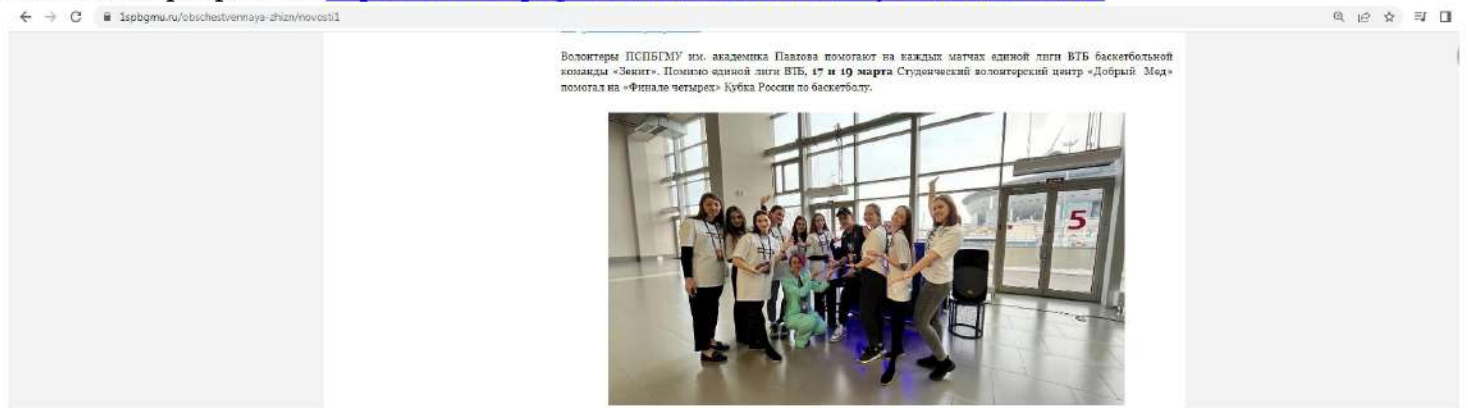 1spbgmu.ru/obschestvennaya-zhizn/novosti1
Волонтеры ПСПБГМУ им. академика Павлова помогают на каждых матчах единой лиги ВТБ баскетбольной
команды «Зенит». Помимо единой лиги ВТБ, 17 и 19 марта Студенческий волонтерский центр «Добрый Мед»
помогал на «Финале четырех» Кубка России по баскетболу.
5